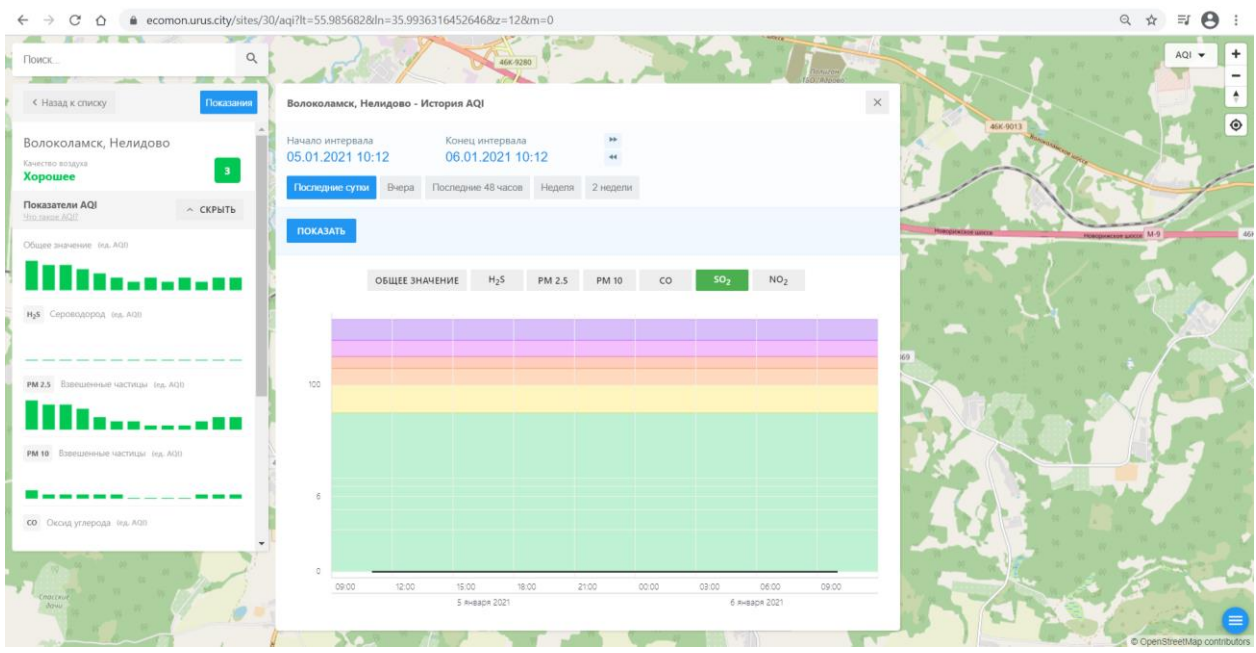 ecomon.urus.city/sites/30/aqi?lt=55.985682&ln=35.9936316452646&z=12&m=0
Поиск...
46К-9280
AQI
Назад к списку
Показания
Волоколамск, Нелидово
Качество воздуха
Хорошее
3
Показатели AQI
Что такое AQI?
СКРЫТЬ
Общее значение (ед. AQI)
H₂S Сероводород (ед. AQI)
PM 2.5 Взвешенные частицы (ед. AQI)
PM 10 Взвешенные частицы (ед. AQI)
CO Оксид углерода (ед. AQI)
Волоколамск, Нелидово - История AQI
Начало интервала
Конец интервала
05.01.2021 10:12
06.01.2021 10:12
Последние сутки
Вчера
Последние 48 часов
Неделя
2 недели
ПОКАЗАТЬ
ОБЩЕЕ ЗНАЧЕНИЕ
H₂S
PM 2.5
PM 10
CO
SO₂
NO₂
100
6
0
09:00 12:00 15:00 18:00 21:00 00:00 03:00 06:00 09:00
5 января 2021
6 января 2021
46К-9013
Волоколамское шоссе
Новорижское шоссе
Новорижское шоссе
М-9
46К
Спасские
© OpenStreetMap contributors